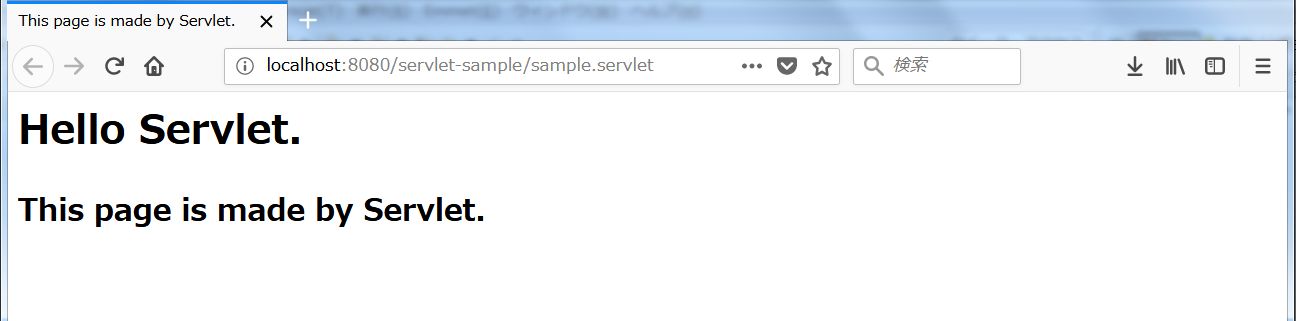 This page is made by Servlet.
localhost:8080/servlet-sample/sample.servlet
検索
Hello Servlet.
This page is made by Servlet.